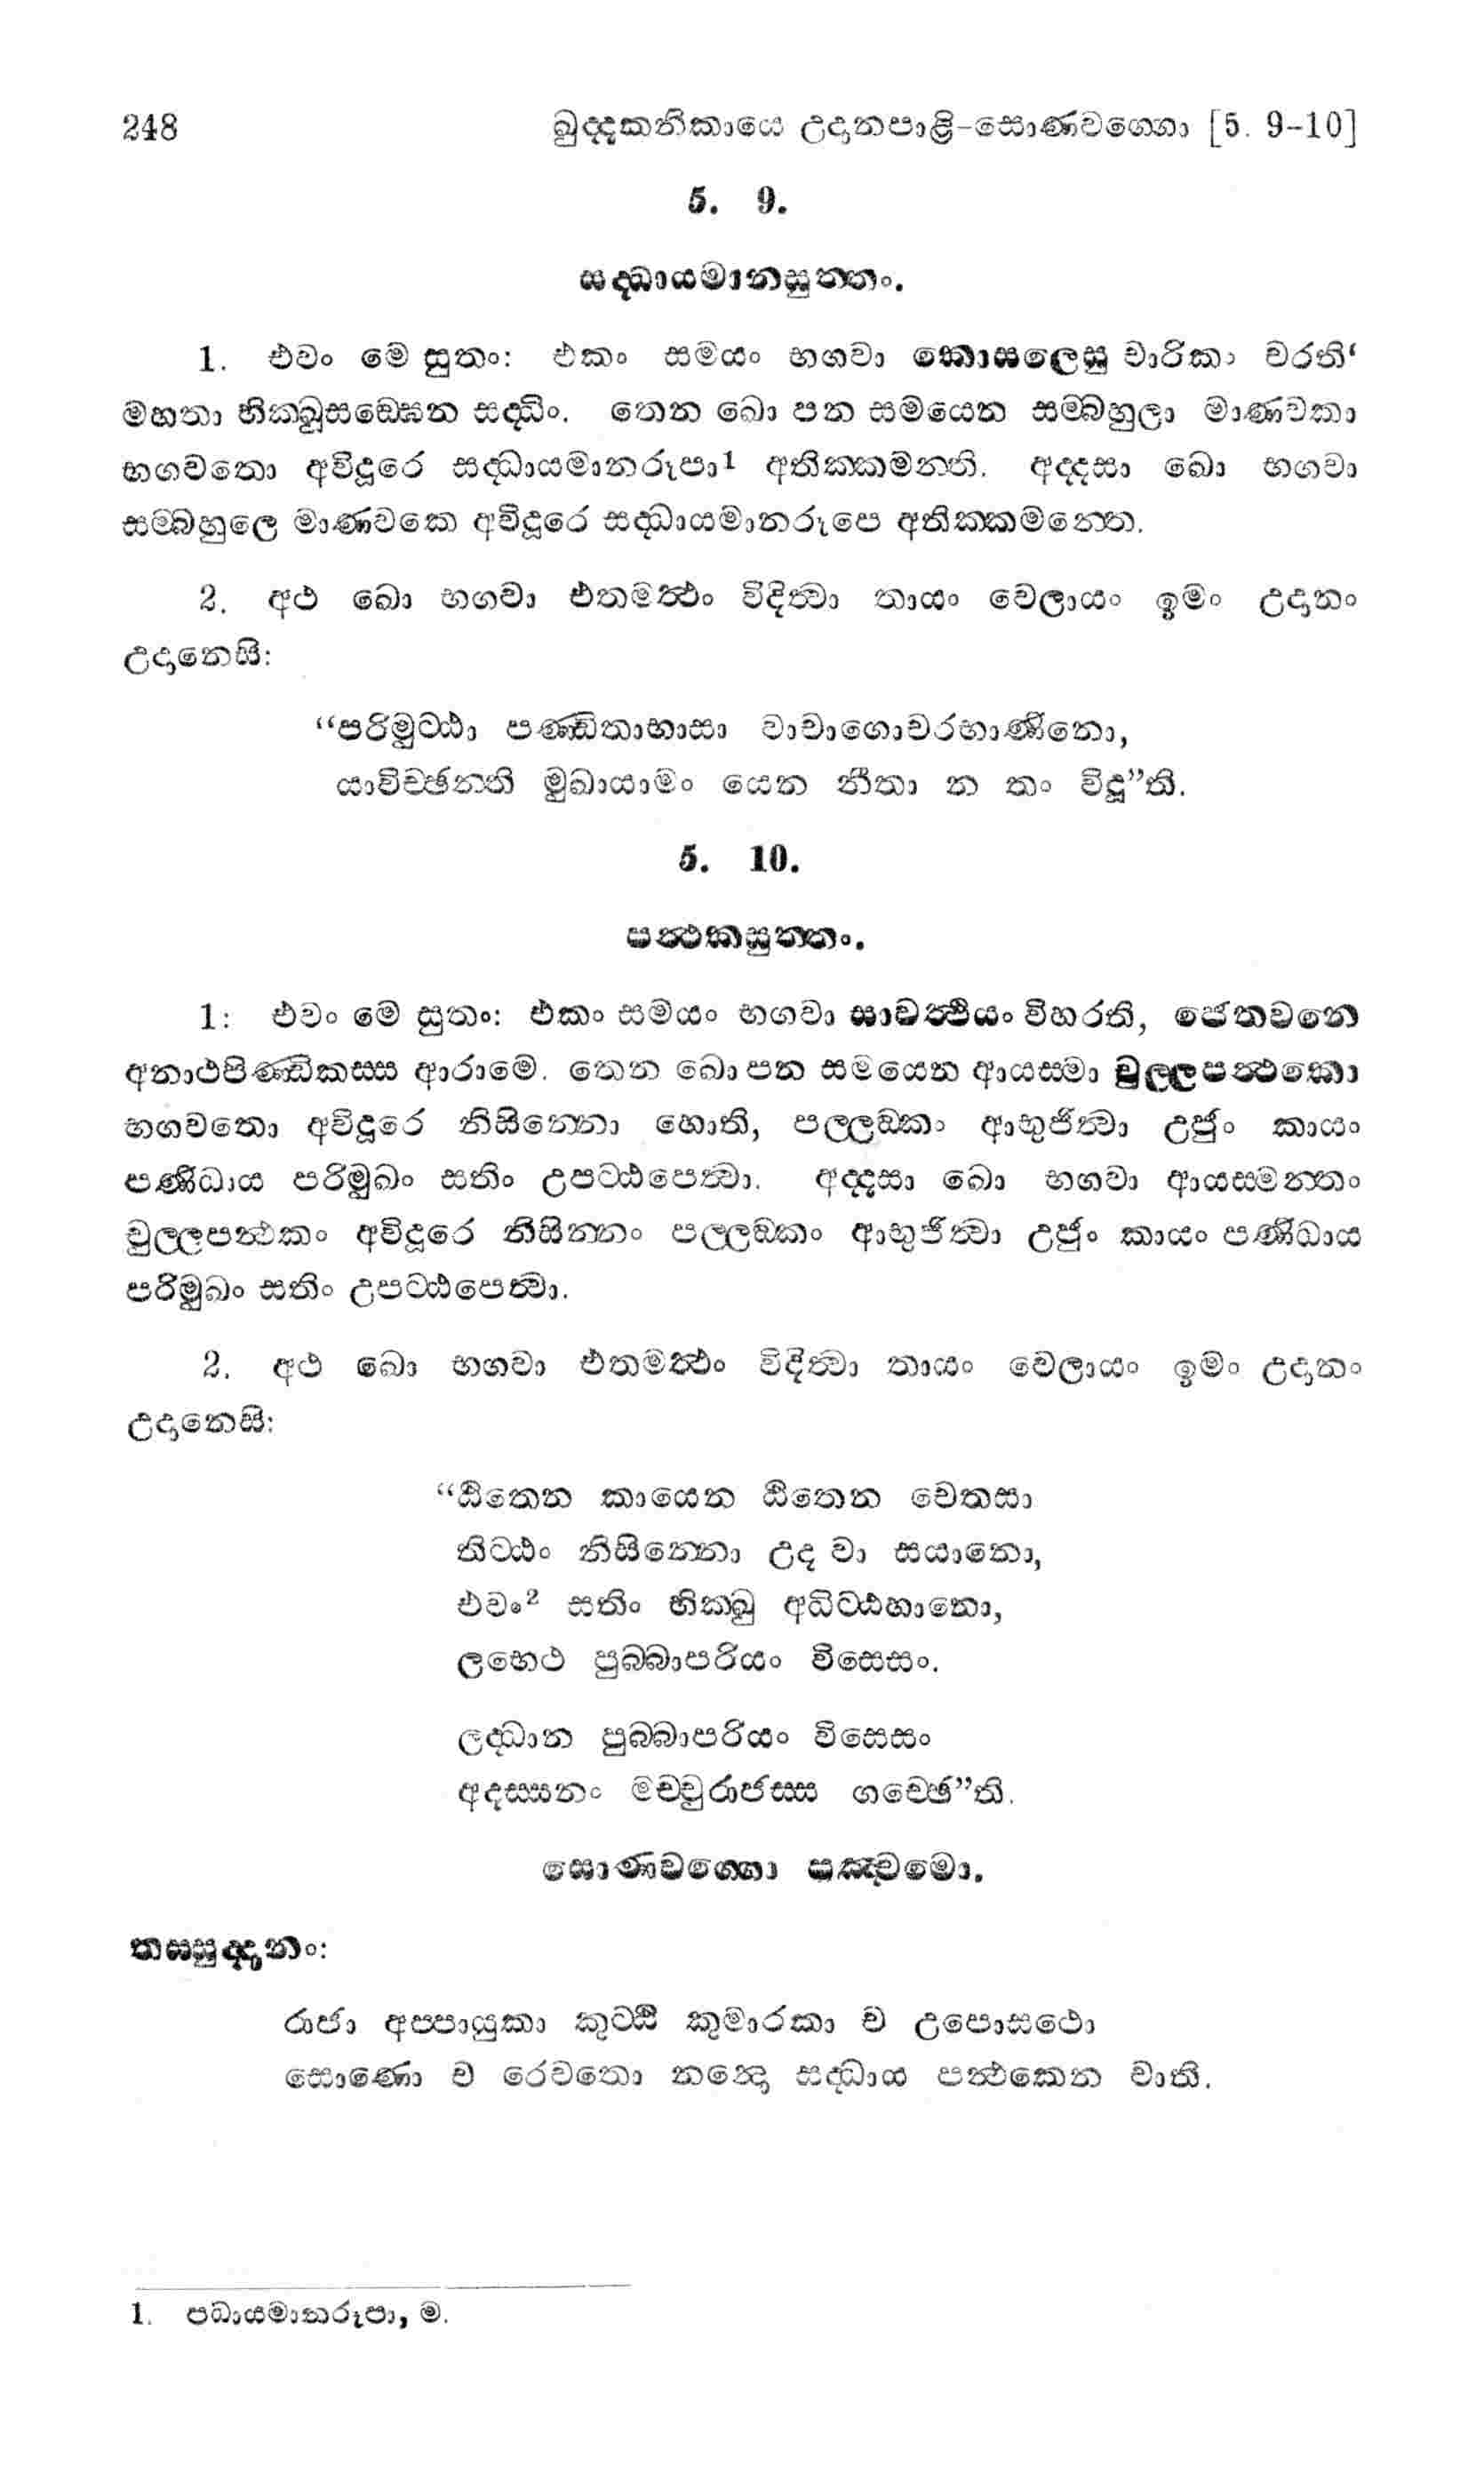 248 ඛුද්දකනිකායෙ උදානපාළි-සොණවග්ගො [5. 9-10]
5. 9.
සද්ධායමානසුත්තං.
1. එවං මෙ සුතං: එකං සමයං භගවා කොසලෙසු චාරිකං චරති‘
මහතා භික්ඛුසඞ්ඝෙන සද්ධිං. තෙන ඛො පන සමයෙන සම්බහුලා මාණවකා
භගවතො අවිදූරෙ සද්ධායමානරූපා1 අතික්කමන්ති. අද්දසා ඛො භගවා
සම්බහුලෙ මාණවකෙ අවිදූරෙ සද්ධායමානරූපෙ අතික්කමන්තෙ.
2. අථ ඛො භගවා එතමත්ථං විදිත්වා තායං වෙලායං ඉමං උදානං
උදානෙසි:
“පරිමුට්ඨා පණ්ඩිතාභාසා වාචාගොචරභාණිනො,
යාවිච්ඡන්ති මුඛායාමං යෙන නීතා න තං විදූ”ති.
5. 10.
පන්ථකසුත්තං.
1: එවං මෙ සුතං: එකං සමයං භගවා සාවත්ථියං විහරති, ජෙතවනෙ
අනාථපිණ්ඩිකස්ස ආරාමෙ. තෙන ඛො පන සමයෙන ආයස්මා චුල්ලපන්ථකො
භගවතො අවිදූරෙ නිසින්නො හොති, පල්ලඞ්කං ආභුජිත්වා උජුං කායං
පණිධාය පරිමුඛං සතිං උපට්ඨපෙත්වා. අද්දසා ඛො භගවා ආයස්මන්තං
චුල්ලපන්ථකං අවිදූරෙ නිසින්නං පල්ලඞ්කං ආභුජිත්වා උජුං කායං පණිධාය
පරිමුඛං සතිං උපට්ඨපෙත්වා.
2. අථ ඛො භගවා එතමත්ථං විදිත්වා තායං වෙලායං ඉමං උදානං
උදානෙසි:
“ඨිතෙන කායෙන ඨිතෙන චෙතසා
තිට්ඨං නිසින්නො උද වා සයානො,
එවං2 සතිං භික්ඛු අධිට්ඨහානො,
ලභෙථ පුබ්බාපරියං විසෙසං.
ලද්ධාන පුබ්බාපරියං විසෙසං
අදස්සනං මච්චුරාජස්ස ගච්ඡෙ”ති.
සොණවග්ගො පඤ්චමො.
තස්සුද්දානං:
රාජා අප්පායුකා කුට්ඨී කුමාරකා ච උපොසථො
සොණො ච රෙවතො නන්දො සද්ධාය පන්ථකෙන චාති.
1. පධායමානරූපා, ම.